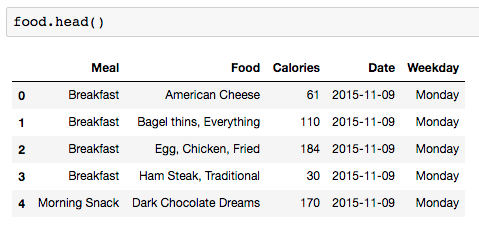 food.head()
Meal Food Calories Date Weekday
0 Breakfast American Cheese 61 2015-11-09 Monday
1 Breakfast Bagel thins, Everything 110 2015-11-09 Monday
2 Breakfast Egg, Chicken, Fried 184 2015-11-09 Monday
3 Breakfast Ham Steak, Traditional 30 2015-11-09 Monday
4 Morning Snack Dark Chocolate Dreams 170 2015-11-09 Monday